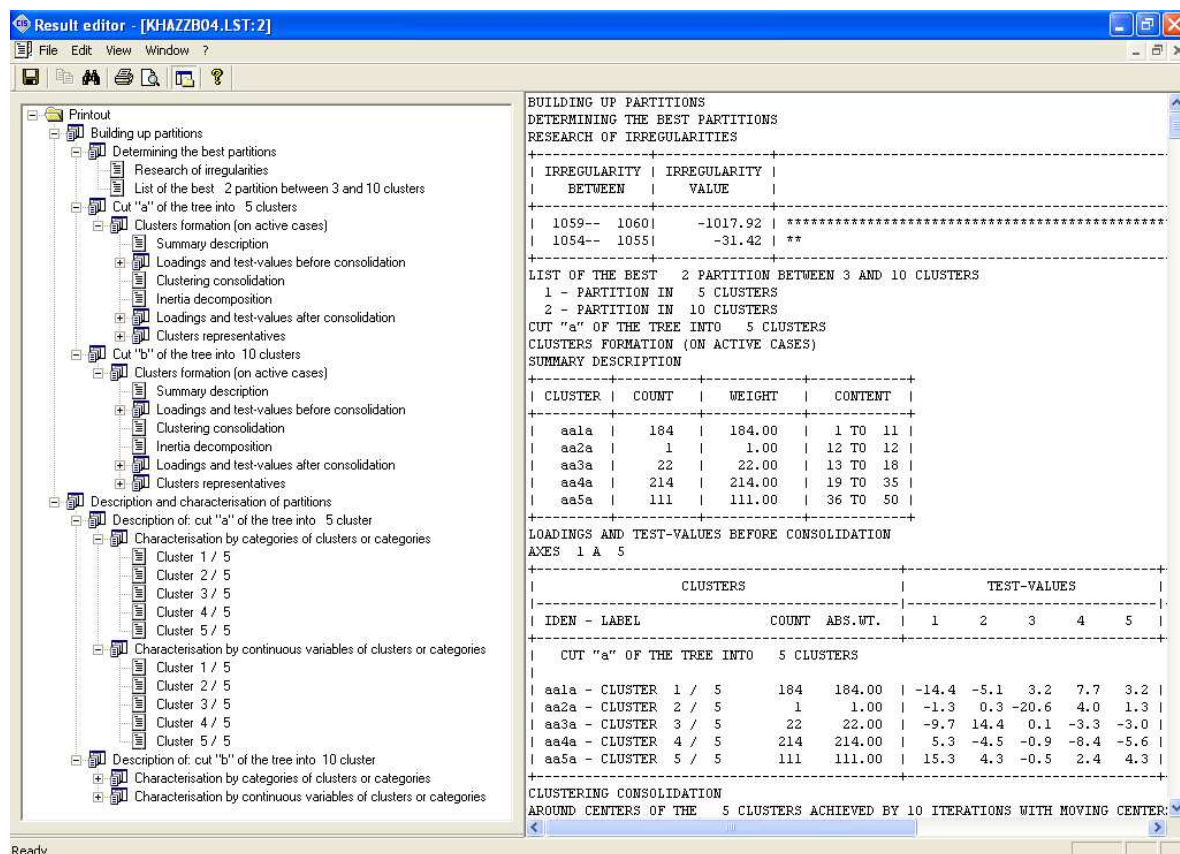 Result editor - [KHAZZB04.LST:2]
File Edit View Window ?
Printout
Building up partitions
Determining the best partitions
Research of irregularities
List of the best 2 partition between 3 and 10 clusters
Cut "a" of the tree into 5 clusters
Clusters formation (on active cases)
Summary description
Loadings and test-values before consolidation
Clustering consolidation
Inertia decomposition
Loadings and test-values after consolidation
Clusters representatives
Cut "b" of the tree into 10 clusters
Clusters formation (on active cases)
Summary description
Loadings and test-values before consolidation
Clustering consolidation
Inertia decomposition
Loadings and test-values after consolidation
Clusters representatives
Description and characterisation of partitions
Description of: cut "a" of the tree into 5 cluster
Characterisation by categories of clusters or categories
Cluster 1 / 5
Cluster 2 / 5
Cluster 3 / 5
Cluster 4 / 5
Cluster 5 / 5
Characterisation by continuous variables of clusters or categories
Cluster 1 / 5
Cluster 2 / 5
Cluster 3 / 5
Cluster 4 / 5
Cluster 5 / 5
Description of: cut "b" of the tree into 10 cluster
Characterisation by categories of clusters or categories
Characterisation by continuous variables of clusters or categories
BUILDING UP PARTITIONS
DETERMINING THE BEST PARTITIONS
RESEARCH OF IRREGULARITIES
| IRREGULARITY | IRREGULARITY |
| BETWEEN | VALUE |
| 1059-- 1060| -1017.92 | ************************************************
| 1054-- 1055| -31.42 | **
LIST OF THE BEST 2 PARTITION BETWEEN 3 AND 10 CLUSTERS
1 - PARTITION IN 5 CLUSTERS
2 - PARTITION IN 10 CLUSTERS
CUT "a" OF THE TREE INTO 5 CLUSTERS
CLUSTERS FORMATION (ON ACTIVE CASES)
SUMMARY DESCRIPTION
| CLUSTER | COUNT | WEIGHT | CONTENT |
| aa1a | 184 | 184.00 | 1 TO 11 |
| aa2a | 1 | 1.00 | 12 TO 12 |
| aa3a | 22 | 22.00 | 13 TO 18 |
| aa4a | 214 | 214.00 | 19 TO 35 |
| aa5a | 111 | 111.00 | 36 TO 50 |
LOADINGS AND TEST-VALUES BEFORE CONSOLIDATION
AXES 1 A 5
| CLUSTERS | TEST-VALUES |
| IDEN - LABEL COUNT ABS.WT. | 1 2 3 4 5 |
| CUT "a" OF THE TREE INTO 5 CLUSTERS
| aa1a - CLUSTER 1 / 5 184 184.00 | -14.4 -5.1 3.2 7.7 3.2 |
| aa2a - CLUSTER 2 / 5 1 1.00 | -1.3 0.3 -20.6 4.0 1.3 |
| aa3a - CLUSTER 3 / 5 22 22.00 | -9.7 14.4 0.1 -3.3 -3.0 |
| aa4a - CLUSTER 4 / 5 214 214.00 | 5.3 -4.5 -0.9 -8.4 -5.6 |
| aa5a - CLUSTER 5 / 5 111 111.00 | 15.3 4.3 -0.5 2.4 4.3 |
CLUSTERING CONSOLIDATION
AROUND CENTERS OF THE 5 CLUSTERS ACHIEVED BY 10 ITERATIONS WITH MOVING CENTER
Ready